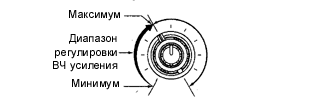 Максимум
Диапазон
регулировки
ВЧ усиления
Минимум